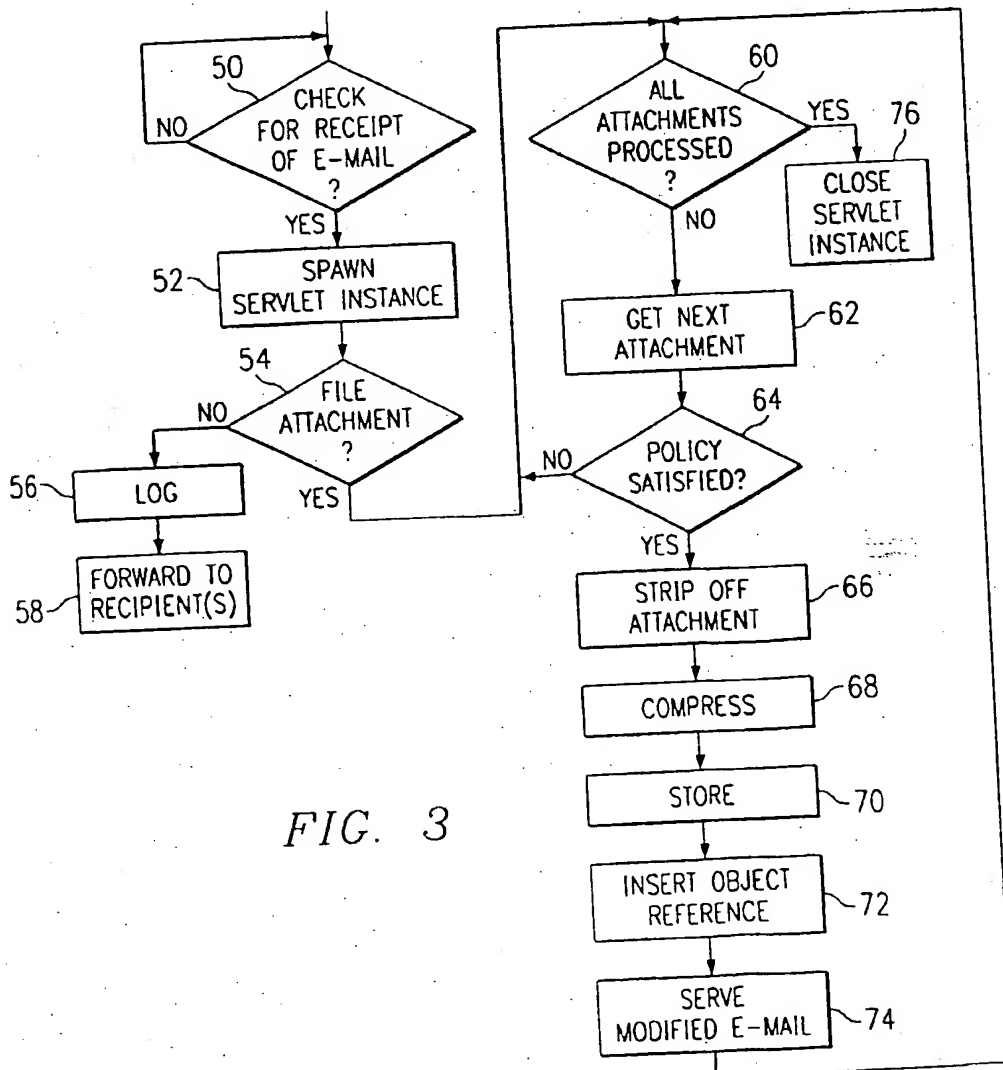 50
CHECK
FOR RECEIPT
OF E-MAIL
?
NO
YES
52
SPAWN
SERVLET INSTANCE
54
FILE
ATTACHMENT
?
NO
YES
56
LOG
58
FORWARD TO
RECIPIENT(S)
60
ALL
ATTACHMENTS
PROCESSED
?
YES
NO
76
CLOSE
SERVLET
INSTANCE
GET NEXT
ATTACHMENT
62
64
POLICY
SATISFIED?
NO
YES
STRIP OFF
ATTACHMENT
66
COMPRESS
68
STORE
70
INSERT OBJECT
REFERENCE
72
SERVE
MODIFIED E-MAIL
74
FIG. 3